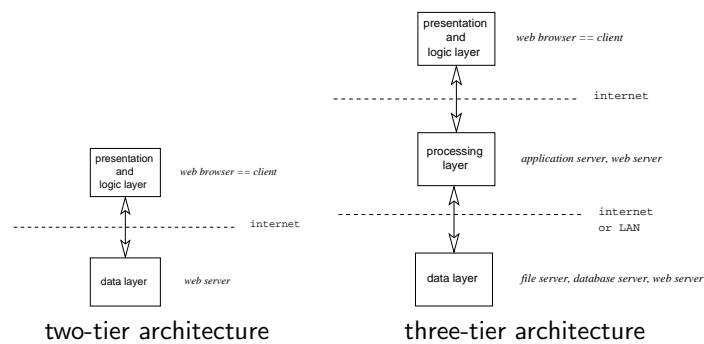 presentation
and
logic layer
web browser == client
internet
data layer
web server
two-tier architecture
presentation
and
logic layer
web browser == client
internet
processing
layer
application server, web server
internet
or LAN
data layer
file server, database server, web server
three-tier architecture